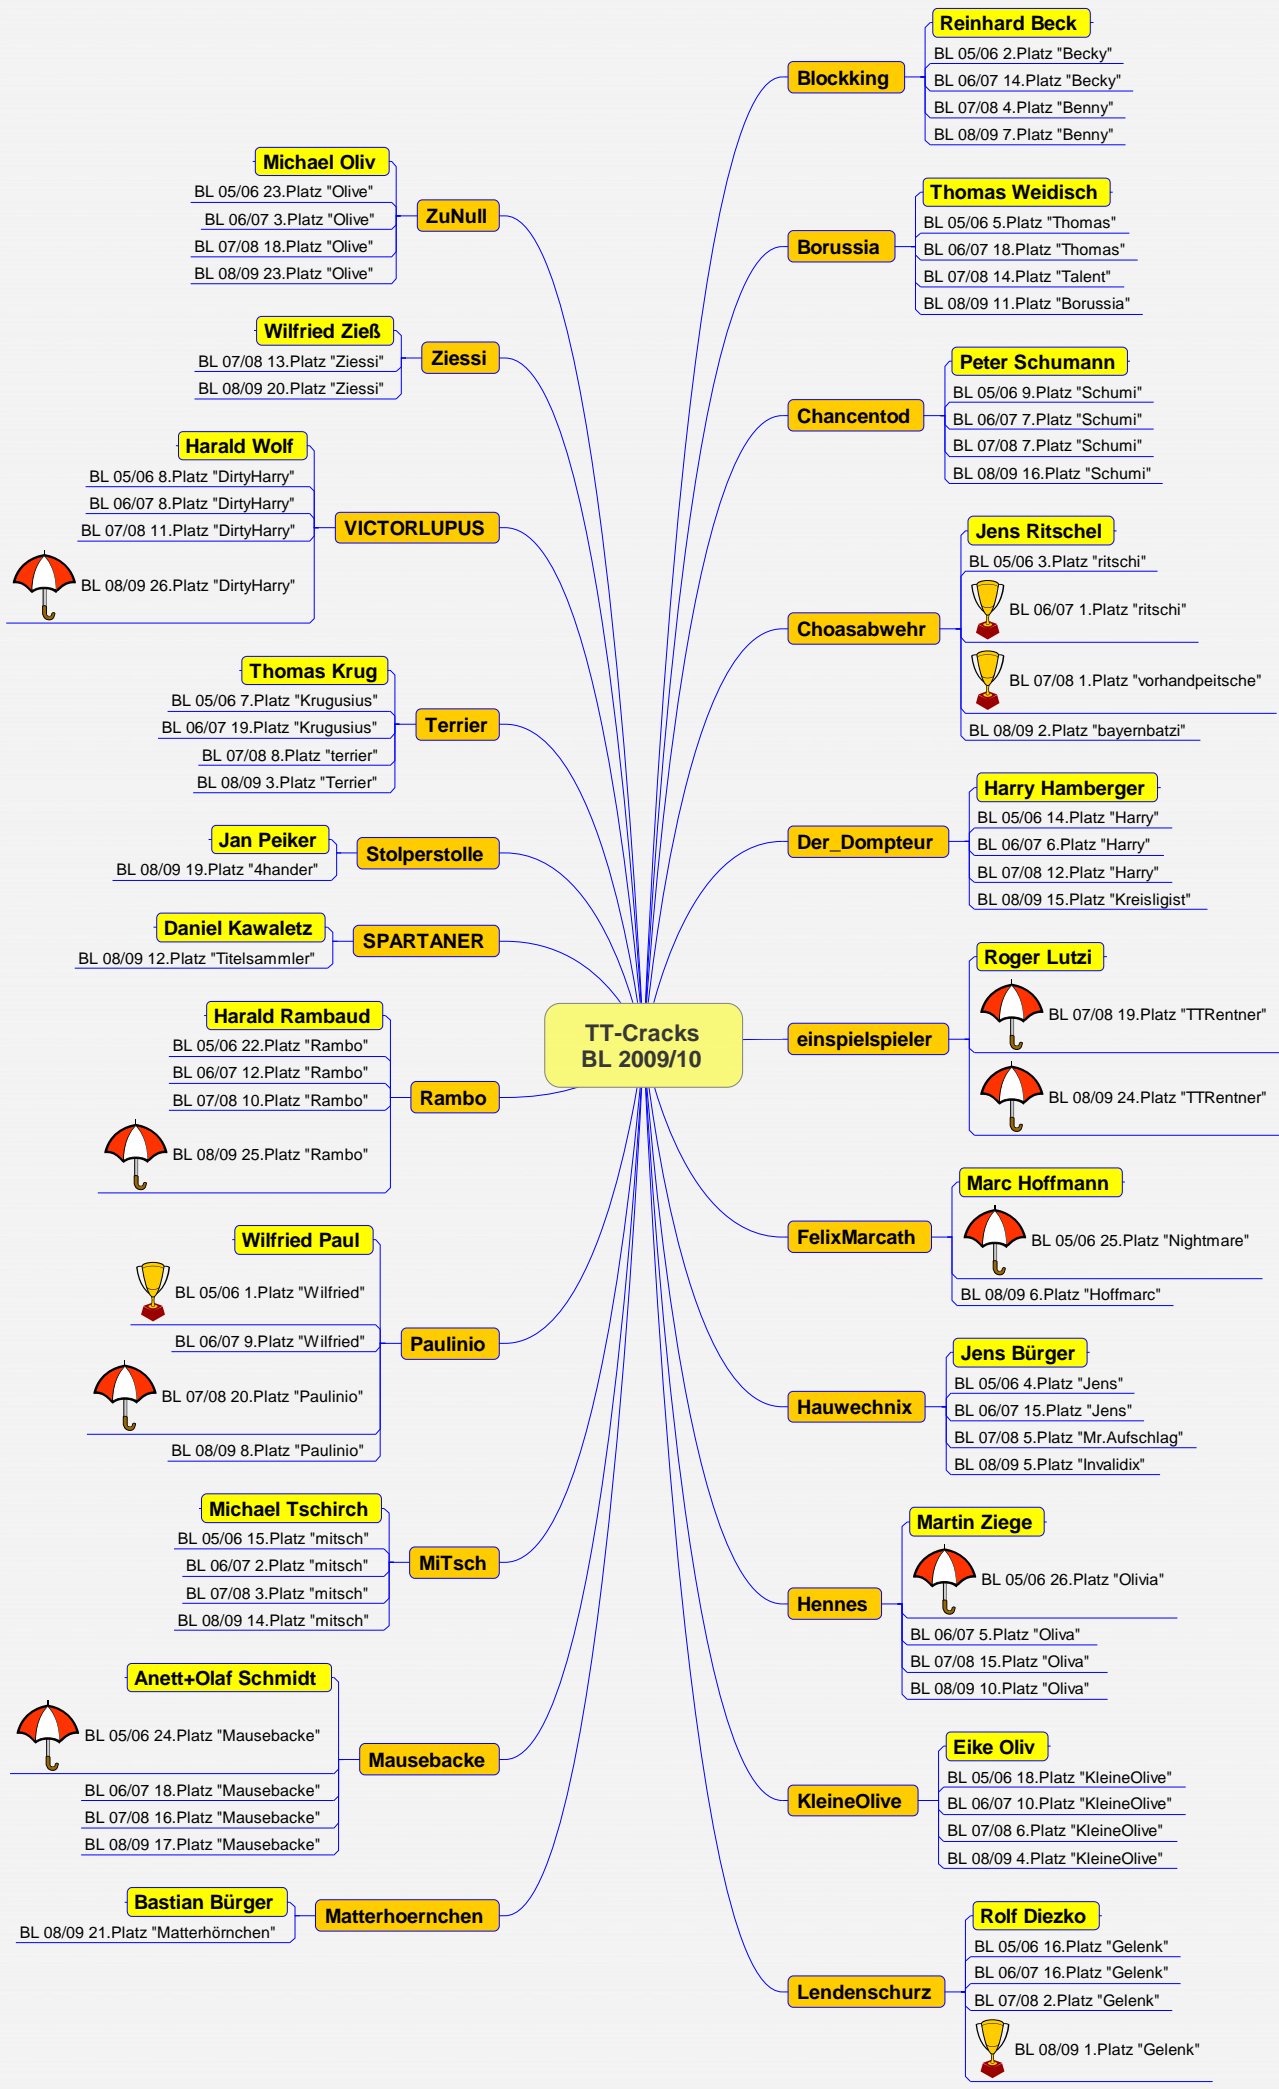 TT-Cracks
BL 2009/10
Blockking
Reinhard Beck
BL 05/06 2.Platz "Becky"
BL 06/07 14.Platz "Becky"
BL 07/08 4.Platz "Benny"
BL 08/09 7.Platz "Benny"
Borussia
Thomas Weidisch
BL 05/06 5.Platz "Thomas"
BL 06/07 18.Platz "Thomas"
BL 07/08 14.Platz "Talent"
BL 08/09 11.Platz "Borussia"
Chancentod
Peter Schumann
BL 05/06 9.Platz "Schumi"
BL 06/07 7.Platz "Schumi"
BL 07/08 7.Platz "Schumi"
BL 08/09 16.Platz "Schumi"
Choasabwehr
Jens Ritschel
BL 05/06 3.Platz "ritschi"
BL 06/07 1.Platz "ritschi"
BL 07/08 1.Platz "vorhandpeitsche"
BL 08/09 2.Platz "bayernbatzi"
Der_Dompteur
Harry Hamberger
BL 05/06 14.Platz "Harry"
BL 06/07 6.Platz "Harry"
BL 07/08 12.Platz "Harry"
BL 08/09 15.Platz "Kreisligist"
einspielspieler
Roger Lutzi
BL 07/08 19.Platz "TTRentner"
BL 08/09 24.Platz "TTRentner"
FelixMarcath
Marc Hoffmann
BL 05/06 25.Platz "Nightmare"
BL 08/09 6.Platz "Hoffmarc"
Hauwechnix
Jens Bürger
BL 05/06 4.Platz "Jens"
BL 06/07 15.Platz "Jens"
BL 07/08 5.Platz "Mr.Aufschlag"
BL 08/09 5.Platz "Invalidix"
Hennes
Martin Ziege
BL 05/06 26.Platz "Olivia"
BL 06/07 5.Platz "Oliva"
BL 07/08 15.Platz "Oliva"
BL 08/09 10.Platz "Oliva"
KleineOlive
Eike Oliv
BL 05/06 18.Platz "KleineOlive"
BL 06/07 10.Platz "KleineOlive"
BL 07/08 6.Platz "KleineOlive"
BL 08/09 4.Platz "KleineOlive"
Lendenschurz
Rolf Diezko
BL 05/06 16.Platz "Gelenk"
BL 06/07 16.Platz "Gelenk"
BL 07/08 2.Platz "Gelenk"
BL 08/09 1.Platz "Gelenk"
ZuNull
Michael Oliv
BL 05/06 23.Platz "Olive"
BL 06/07 3.Platz "Olive"
BL 07/08 18.Platz "Olive"
BL 08/09 23.Platz "Olive"
Ziessi
Wilfried Zieß
BL 07/08 13.Platz "Ziessi"
BL 08/09 20.Platz "Ziessi"
VICTORLUPUS
Harald Wolf
BL 05/06 8.Platz "DirtyHarry"
BL 06/07 8.Platz "DirtyHarry"
BL 07/08 11.Platz "DirtyHarry"
BL 08/09 26.Platz "DirtyHarry"
Terrier
Thomas Krug
BL 05/06 7.Platz "Krugusius"
BL 06/07 19.Platz "Krugusius"
BL 07/08 8.Platz "terrier"
BL 08/09 3.Platz "Terrier"
Stolperstolle
Jan Peiker
BL 08/09 19.Platz "4hander"
SPARTANER
Daniel Kawaletz
BL 08/09 12.Platz "Titelsammler"
Rambo
Harald Rambaud
BL 05/06 22.Platz "Rambo"
BL 06/07 12.Platz "Rambo"
BL 07/08 10.Platz "Rambo"
BL 08/09 25.Platz "Rambo"
Paulinio
Wilfried Paul
BL 05/06 1.Platz "Wilfried"
BL 06/07 9.Platz "Wilfried"
BL 07/08 20.Platz "Paulinio"
BL 08/09 8.Platz "Paulinio"
MiTsch
Michael Tschirch
BL 05/06 15.Platz "mitsch"
BL 06/07 2.Platz "mitsch"
BL 07/08 3.Platz "mitsch"
BL 08/09 14.Platz "mitsch"
Mausebacke
Anett+Olaf Schmidt
BL 05/06 24.Platz "Mausebacke"
BL 06/07 18.Platz "Mausebacke"
BL 07/08 16.Platz "Mausebacke"
BL 08/09 17.Platz "Mausebacke"
Matterhoernchen
Bastian Bürger
BL 08/09 21.Platz "Matterhörnchen"